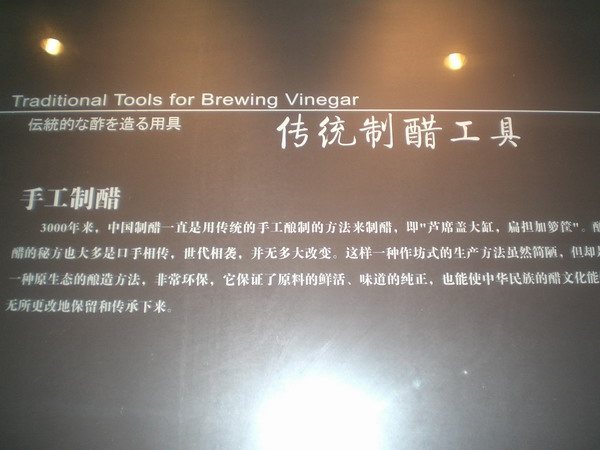 Traditional Tools for Brewing Vinegar
伝統的な酢を造る用具
传统制醋工具
手工制醋
3000年来，中国制醋一直是用传统的手工酿制的方法来制醋，即"芦席盖大缸，扁担加箩筐"。
醋的秘方也大多是口手相传，世代相袭，并无多大改变。这样一种作坊式的生产方法虽然简陋，但却
一种原生态的酿造方法，非常环保，它保证了原料的鲜活、味道的纯正，也能使中华民族的醋文化能
无所更改地保留和传承下来。